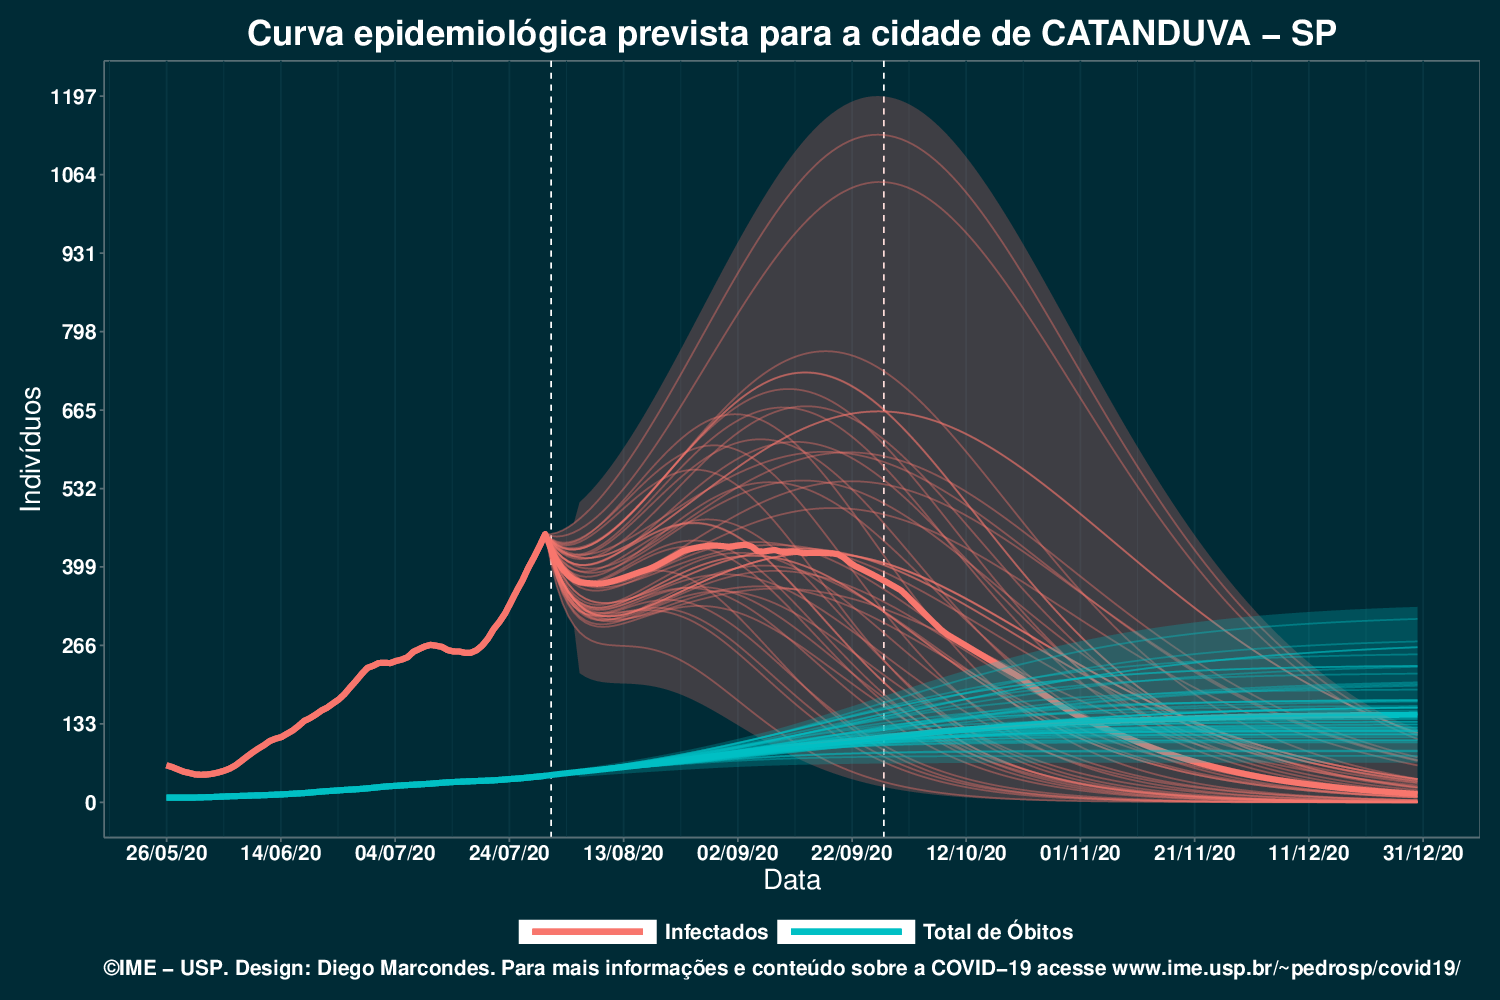 Curva epidemiológica prevista para a cidade de CATANDUVA – SP
Indivíduos
1197
1064
931
798
665
532
399
266
133
0
26/05/20 14/06/20 04/07/20 24/07/20 13/08/20 02/09/20 22/09/20 12/10/20 01/11/20 21/11/20 11/12/20 31/12/20
Data
Infectados Total de Óbitos
©IME – USP. Design: Diego Marcondes. Para mais informações e conteúdo sobre a COVID–19 acesse www.ime.usp.br/~pedrosp/covid19/